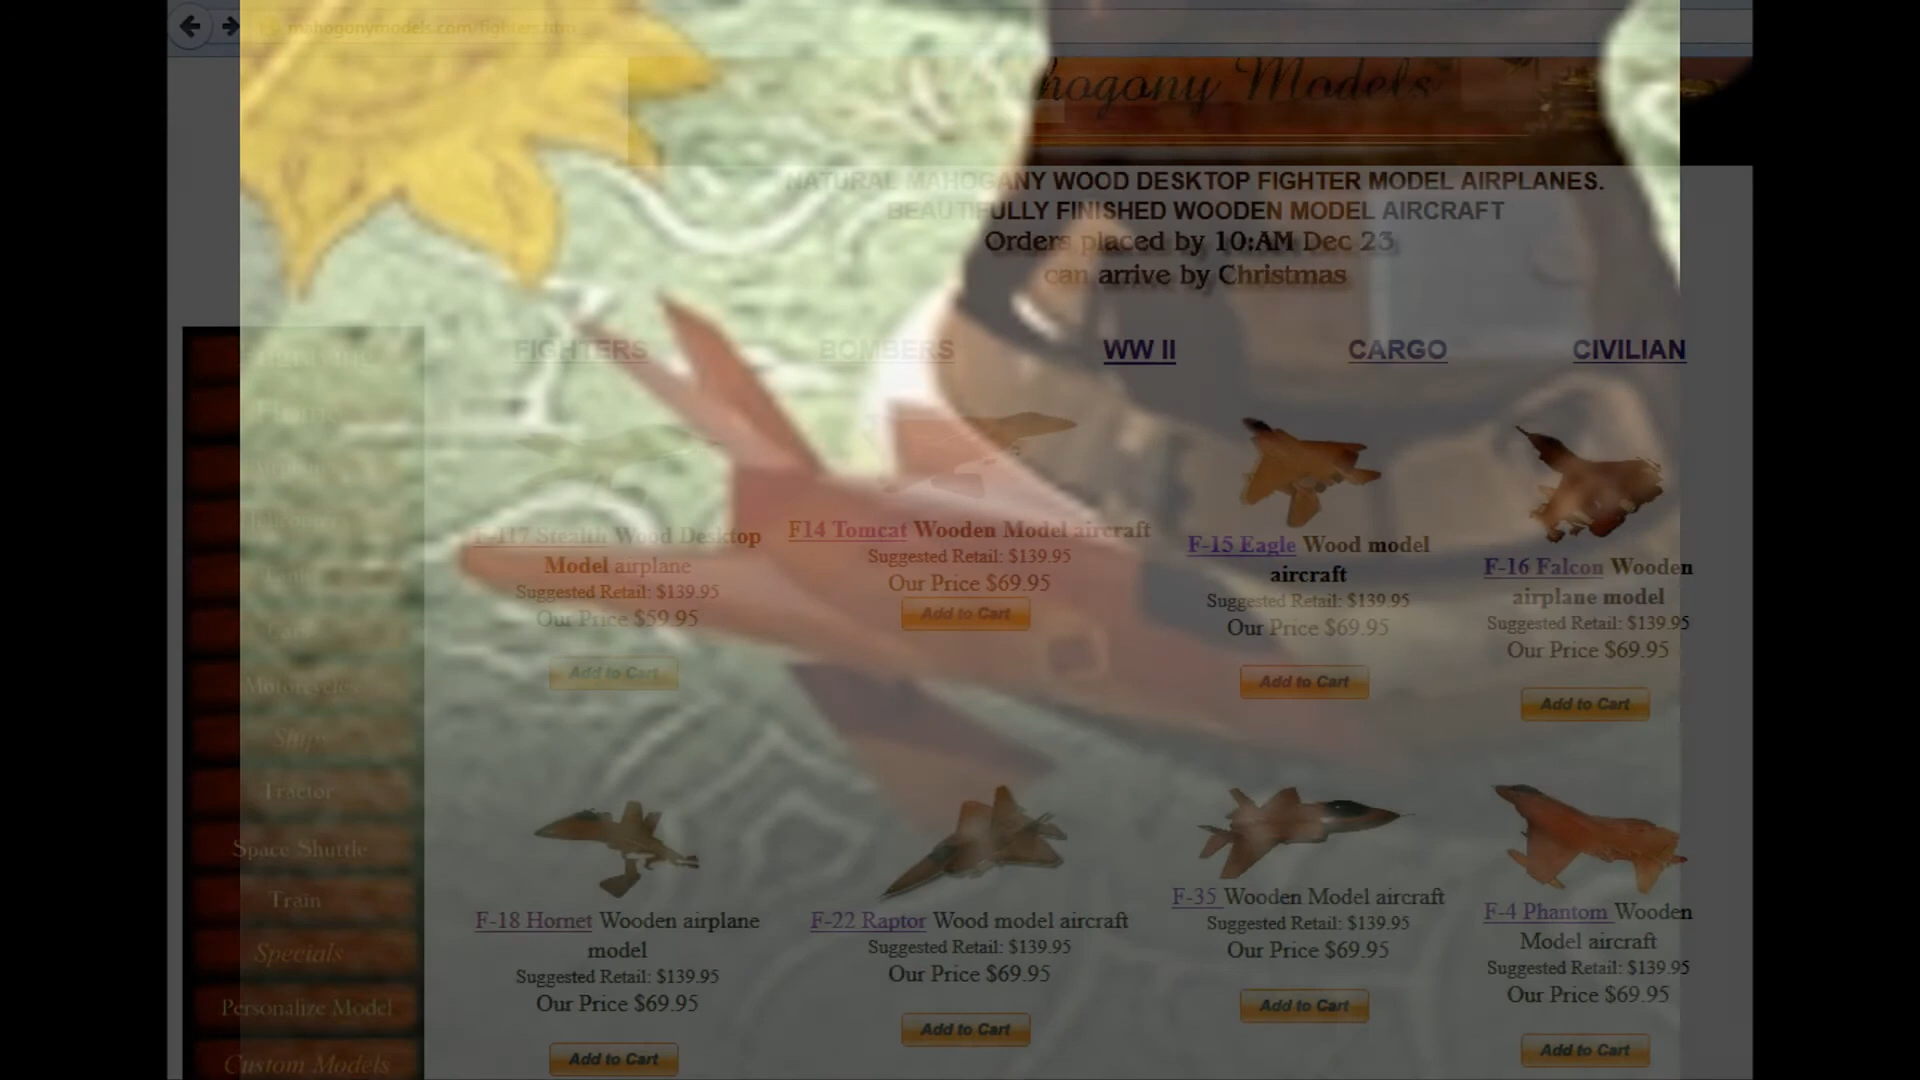 mahogonymodels.com/fighters.htm
hogony Models
NATURAL MAHOGANY WOOD DESKTOP FIGHTER MODEL AIRPLANES.
BEAUTIFULLY FINISHED WOODEN MODEL AIRCRAFT
Orders placed by 10:AM Dec 23
can arrive by Christmas
FIGHTERS BOMBERS WW II CARGO CIVILIAN
Home
F-117 Stealth Wood Desktop
Model airplane
Suggested Retail: $139.95
Our Price $59.95
Add to Cart
F14 Tomcat Wooden Model aircraft
Suggested Retail: $139.95
Our Price $69.95
Add to Cart
F-15 Eagle Wood model
aircraft
Suggested Retail: $139.95
Our Price $69.95
Add to Cart
F-16 Falcon Wooden
airplane model
Suggested Retail: $139.95
Our Price $69.95
Add to Cart
Motorcycles
Ships
Tractor
Space Shuttle
Train
Specials
Personalize Model
Custom Models
F-18 Hornet Wooden airplane
model
Suggested Retail: $139.95
Our Price $69.95
Add to Cart
F-22 Raptor Wood model aircraft
Suggested Retail: $139.95
Our Price $69.95
Add to Cart
F-35 Wooden Model aircraft
Suggested Retail: $139.95
Our Price $69.95
Add to Cart
F-4 Phantom Wooden
Model aircraft
Suggested Retail: $139.95
Our Price $69.95
Add to Cart